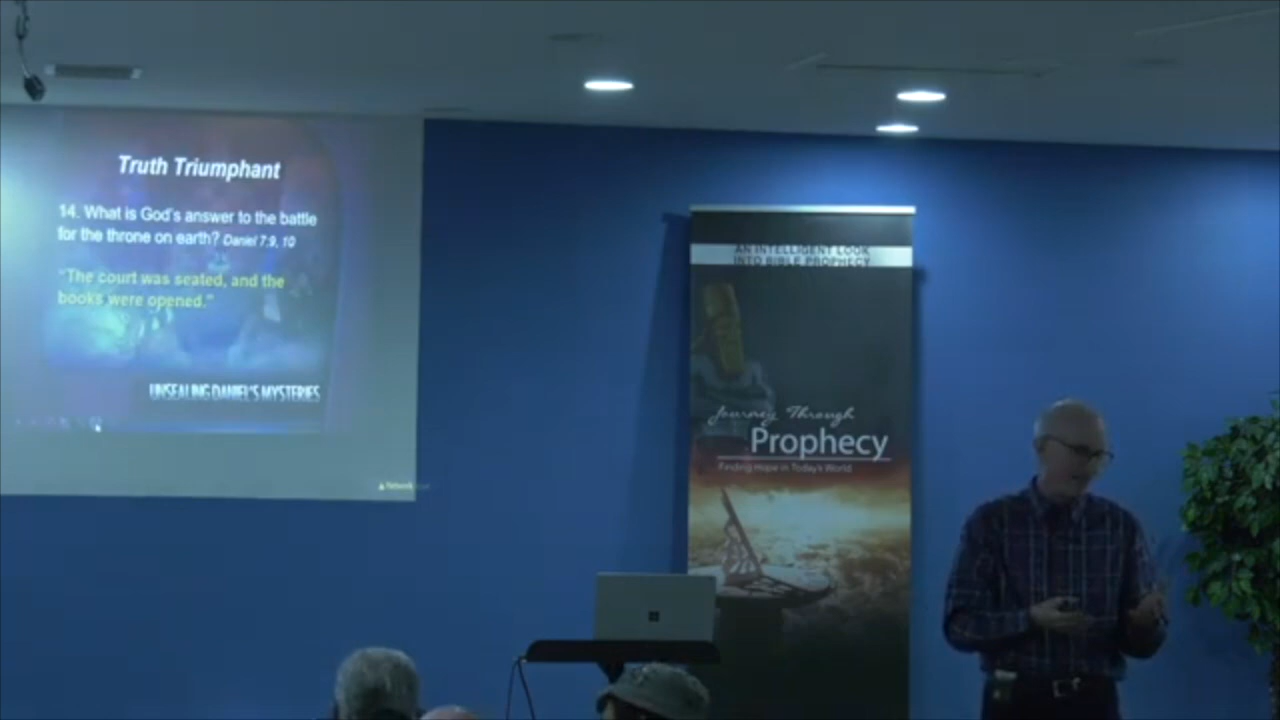 Truth Triumphant
14. What is God's answer to the battle
for the throne on earth? Daniel 7:9, 10
"The court was seated, and the
books were opened."
UNSEALING DANIEL'S MYSTERIES
Network
AN INTELLIGENT LOOK
INTO BIBLE PROPHECY
Journey Through
Prophecy
Finding Hope in Today's World